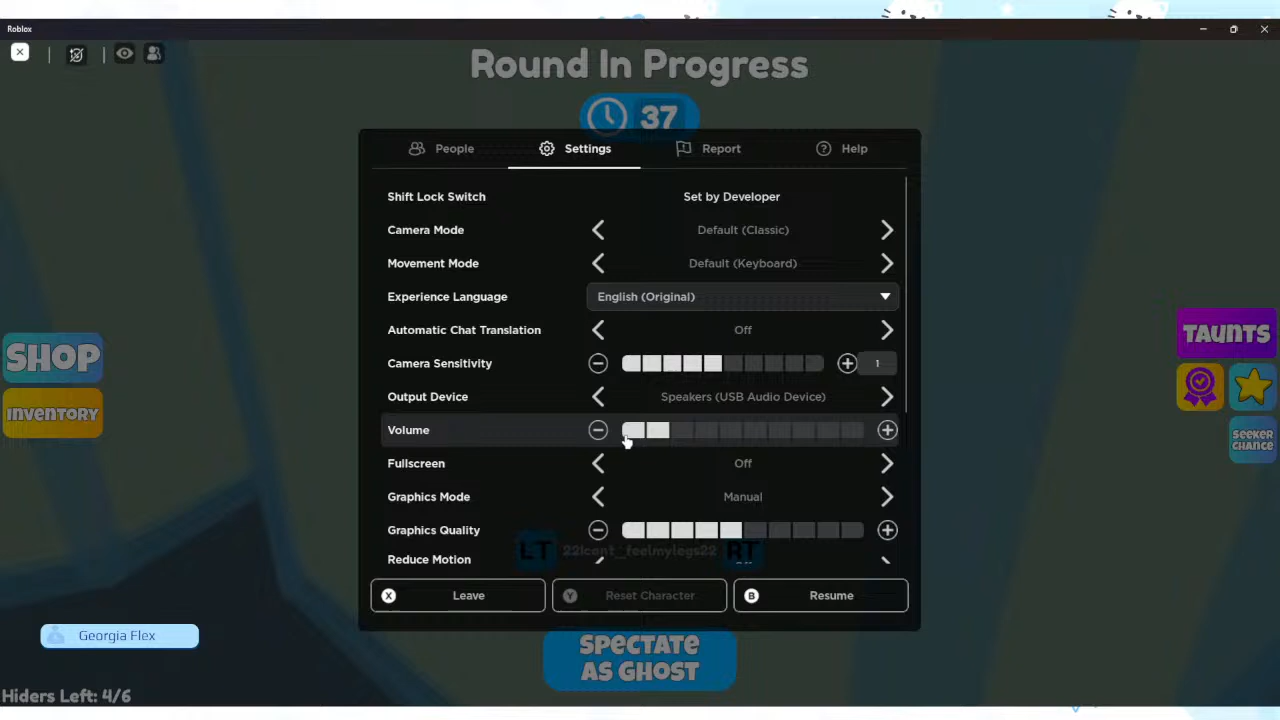 Roblox
Round In Progress
37
People
Settings
Report
Help
Shift Lock Switch
Set by Developer
Camera Mode
Default (Classic)
Movement Mode
Default (Keyboard)
Experience Language
English (Original)
Automatic Chat Translation
Off
Camera Sensitivity
1
Output Device
Speakers (USB Audio Device)
Volume
Fullscreen
Off
Graphics Mode
Manual
Graphics Quality
LT
22Icant_feelmylegs22
RT
Reduce Motion
X Leave
Y Reset Character
B Resume
SHOP
INVENTORY
TAUNTS
SEEKER
CHANCE
Georgia Flex
SPECTATE
AS GHOST
Hiders Left: 4/6